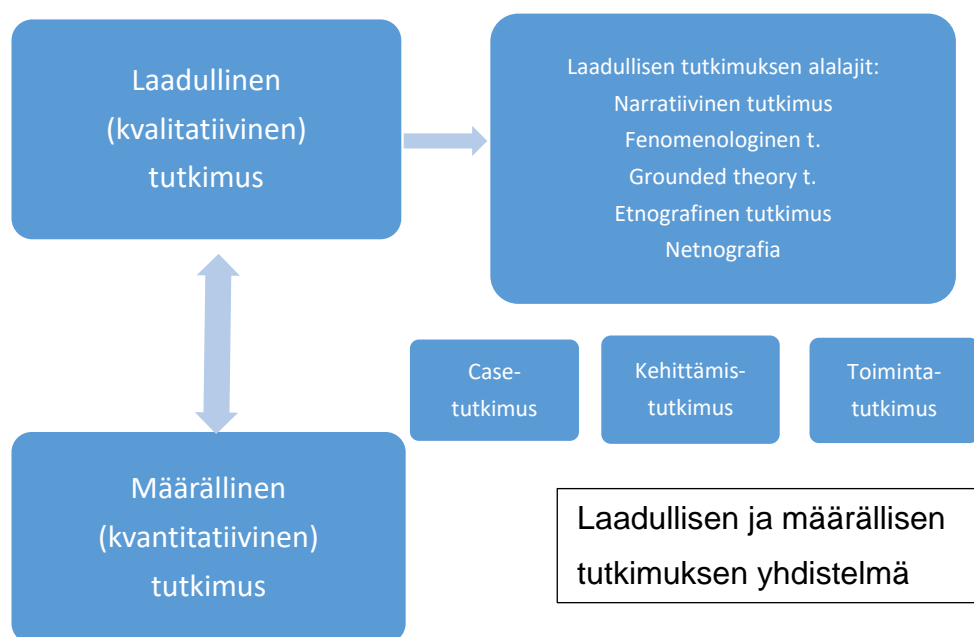 Laadullinen
(kvalitatiivinen)
tutkimus
Laadullisen tutkimuksen alalajit:
Narratiivinen tutkimus
Fenomenologinen t.
Grounded theory t.
Etnografinen tutkimus
Netnografia
Case-
tutkimus
Kehittämis-
tutkimus
Toiminta-
tutkimus
Määrällinen
(kvantitatiivinen)
tutkimus
Laadullisen ja määrällisen
tutkimuksen yhdistelmä